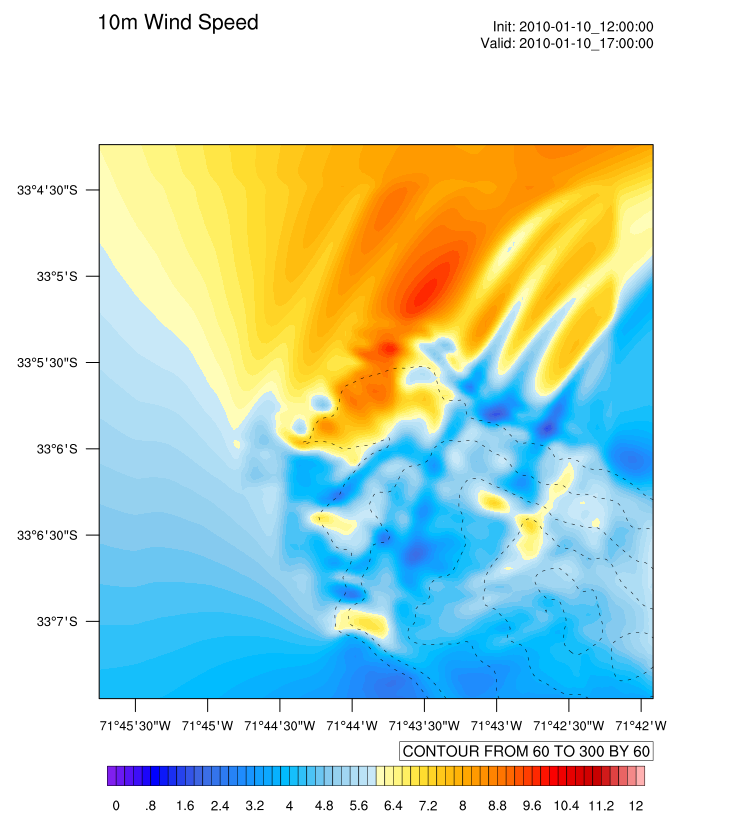 10m Wind Speed
Init: 2010-01-10_12:00:00
Valid: 2010-01-10_17:00:00
33°4'30"S
33°5'S
33°5'30"S
33°6'S
33°6'30"S
33°7'S
71°45'30"W 71°45'W 71°44'30"W 71°44'W 71°43'30"W 71°43'W 71°42'30"W 71°42'W
CONTOUR FROM 60 TO 300 BY 60
0 .8 1.6 2.4 3.2 4 4.8 5.6 6.4 7.2 8 8.8 9.6 10.4 11.2 12